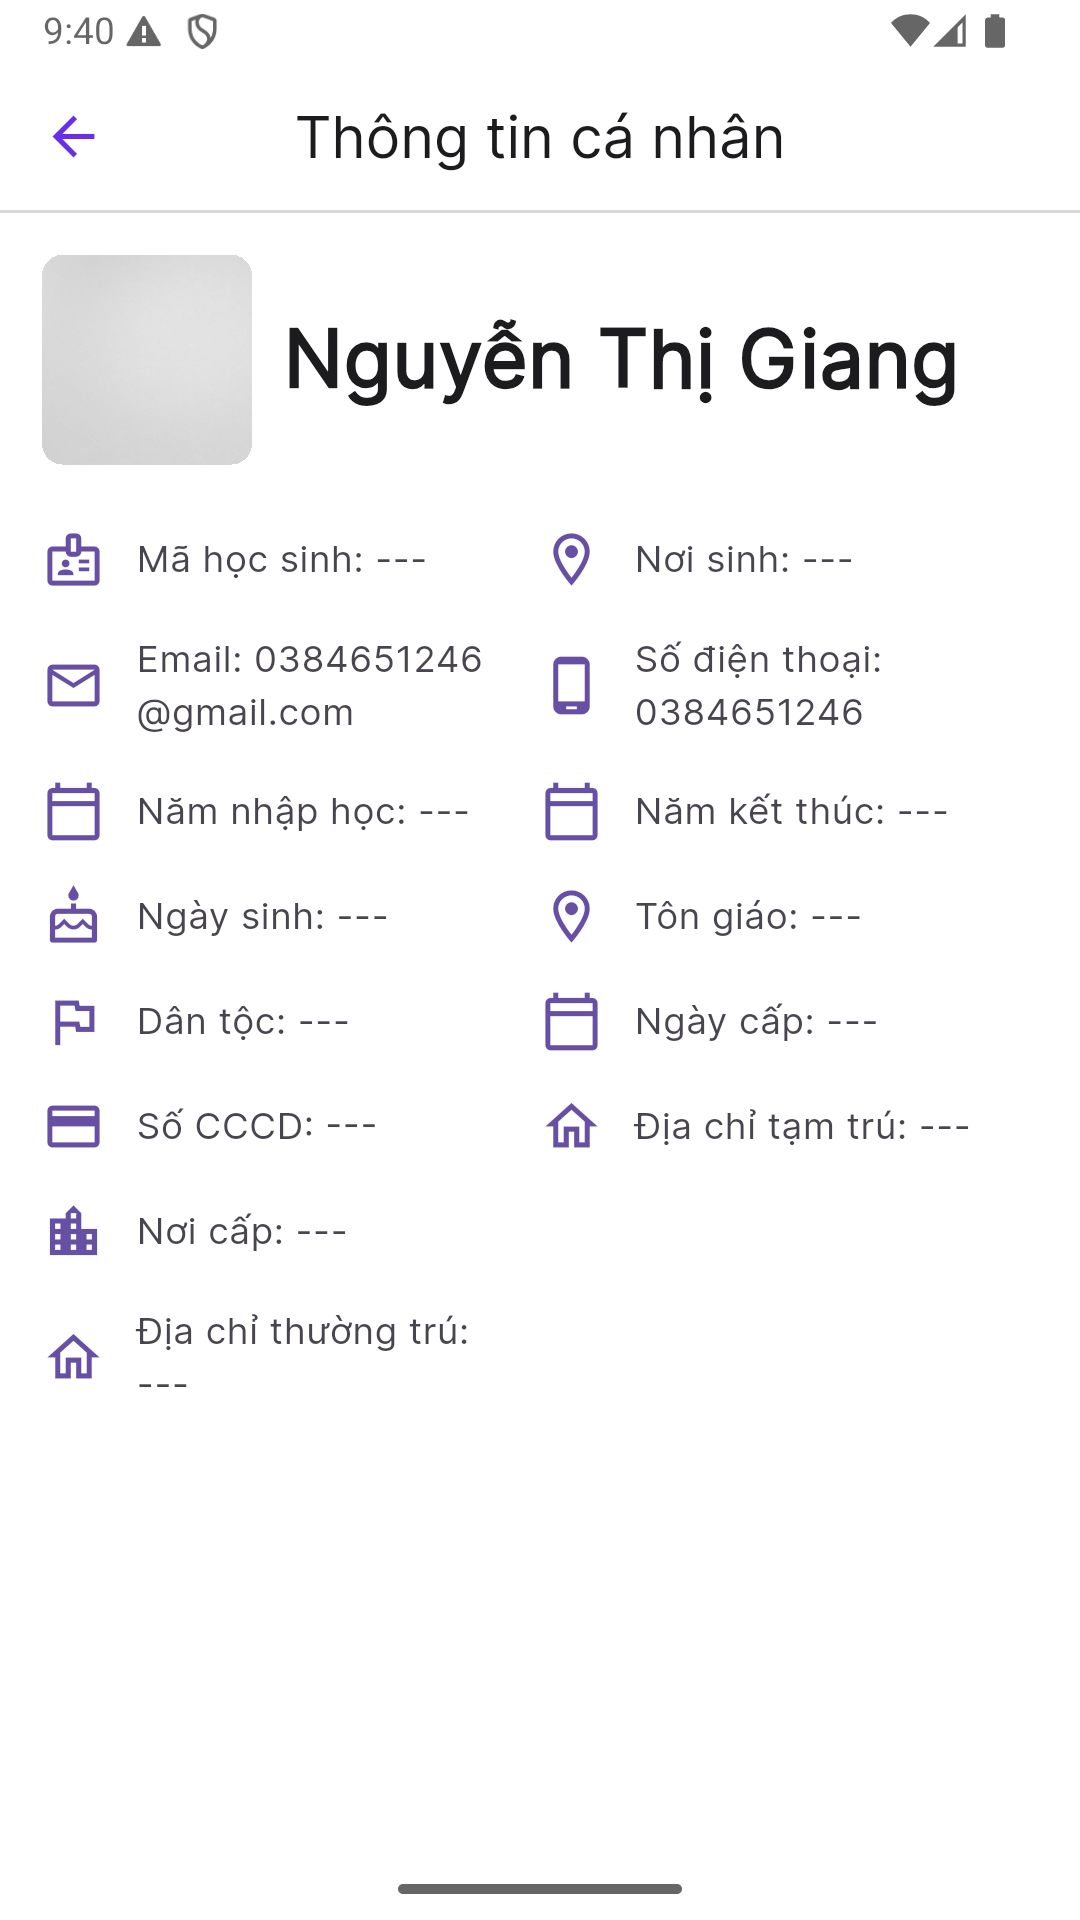 9:40
Thông tin cá nhân
Nguyễn Thị Giang
Mã học sinh: ---
Nơi sinh: ---
Email: 0384651246
@gmail.com
Số điện thoại:
0384651246
Năm nhập học: ---
Năm kết thúc: ---
Ngày sinh: ---
Tôn giáo: ---
Dân tộc: ---
Ngày cấp: ---
Số CCCD: ---
Địa chỉ tạm trú: ---
Nơi cấp: ---
Địa chỉ thường trú:
---